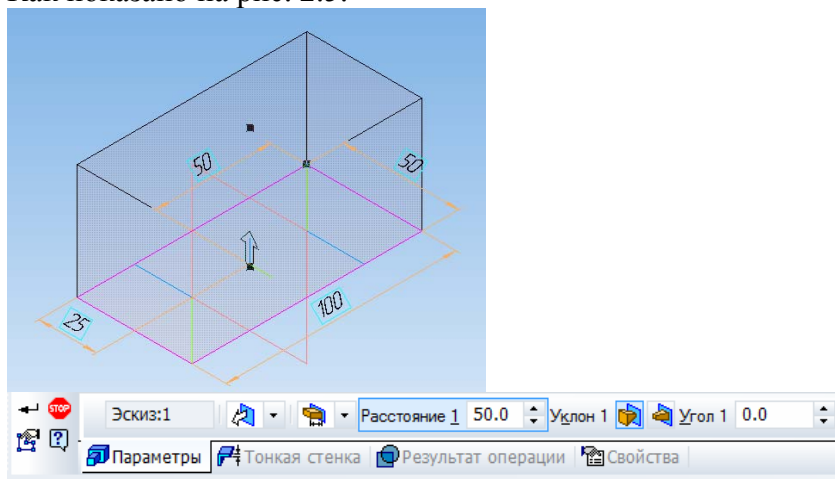 Как показано на рис. 2.9.
50
50
100
25
STOP
Эскиз:1 Расстояние 1 50.0 Уклон 1 Угол 1 0.0
Параметры Тонкая стенка Результат операции Свойства